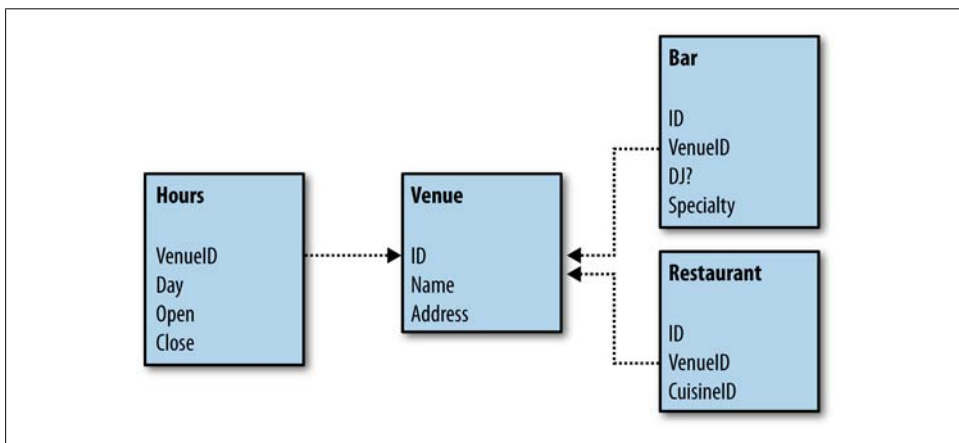 Hours
VenueID
Day
Open
Close
Venue
ID
Name
Address
Bar
ID
VenueID
DJ?
Specialty
Restaurant
ID
VenueID
CuisineID